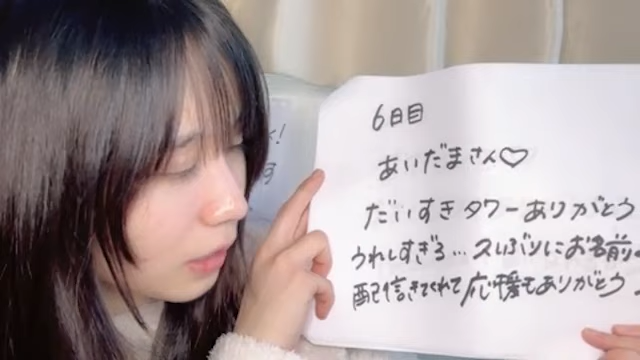 6日目
あいだまさん♡
だいすきタワーありがとう
うれしすぎる...久しぶりにお名前
配信きてくれて応援もありがとう